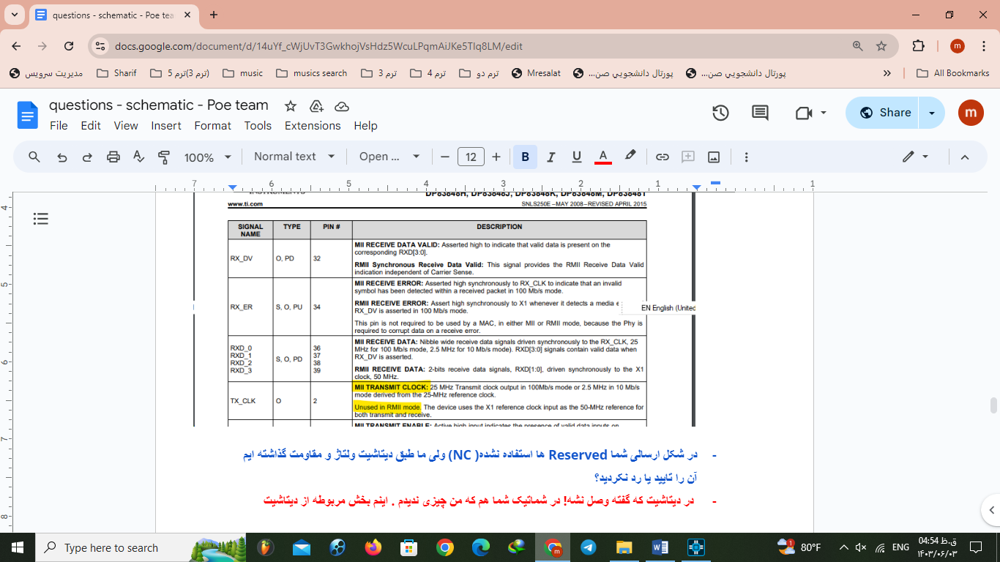 questions - schematic - Poe tea
docs.google.com/document/d/14uYf_cWjUvT3GwkhojVsHdz5WcuLPqmAiJKe5TIq8LM/edit
m
مدیریت سرویس
Sharif
ترم 3)ترم 5)
music
musics search
ترم 3
ترم 4
ترم دو
Mresalat
پورتال دانشجویي صن...
پورتال دانشجویي صن...
All Bookmarks
questions - schematic - Poe team
File Edit View Insert Format Tools Extensions Help
Share
m
100% Normal text Open ... 12 B I U A
7 6 5 4 3 2 1 1
4
5
6
7
8
INSTRUMENTS
DP83848H, DP83848J, DP83848K, DP83848M, DP83848T
www.ti.com
SNLS250E –MAY 2008–REVISED APRIL 2015
SIGNAL NAME TYPE PIN # DESCRIPTION
RX_DV O, PD 32
MII RECEIVE DATA VALID: Asserted high to indicate that valid data is present on the
corresponding RXD[3:0].
RMII Synchronous Receive Data Valid: This signal provides the RMII Receive Data Valid
indication independent of Carrier Sense.
RX_ER S, O, PU 34
MII RECEIVE ERROR: Asserted high synchronously to RX_CLK to indicate that an invalid
symbol has been detected within a received packet in 100 Mb/s mode.
RMII RECEIVE ERROR: Assert high synchronously to X1 whenever it detects a media e
RX_DV is asserted in 100 Mb/s mode.
This pin is not required to be used by a MAC, in either MII or RMII mode, because the Phy is
required to corrupt data on a receive error.
EN English (United
RXD_0 36
RXD_1 37
RXD_2 38
RXD_3 39
S, O, PD
MII RECEIVE DATA: Nibble wide receive data signals driven synchronously to the RX_CLK, 25
MHz for 100 Mb/s mode, 2.5 MHz for 10 Mb/s mode). RXD[3:0] signals contain valid data when
RX_DV is asserted.
RMII RECEIVE DATA: 2-bits receive data signals, RXD[1:0], driven synchronously to the X1
clock, 50 MHz.
TX_CLK O 2
MII TRANSMIT CLOCK: 25 MHz Transmit clock output in 100Mb/s mode or 2.5 MHz in 10 Mb/s
mode derived from the 25-MHz reference clock.
Unused in RMII mode. The device uses the X1 reference clock input as the 50-MHz reference for
both transmit and receive.
MII TRANSMIT ENABLE: Active high input indicates the presence of valid data inputs on
- در شکل ارسالی شما Reserved ها استفاده نشده( NC) ولی ما طبق دیتاشیت ولتاژ و مقاومت گذاشته ایم
آن را تایید یا رد نکردید؟
- در دیتاشیت که گفته وصل نشه! در شماتیک شما هم که من چیزی ندیدم . اینم بخش مربوطه از دیتاشیت
Type here to search
1
80°F
ENG
04:54 ق.ظ
۱۴۰۳/۰۶/۰۳